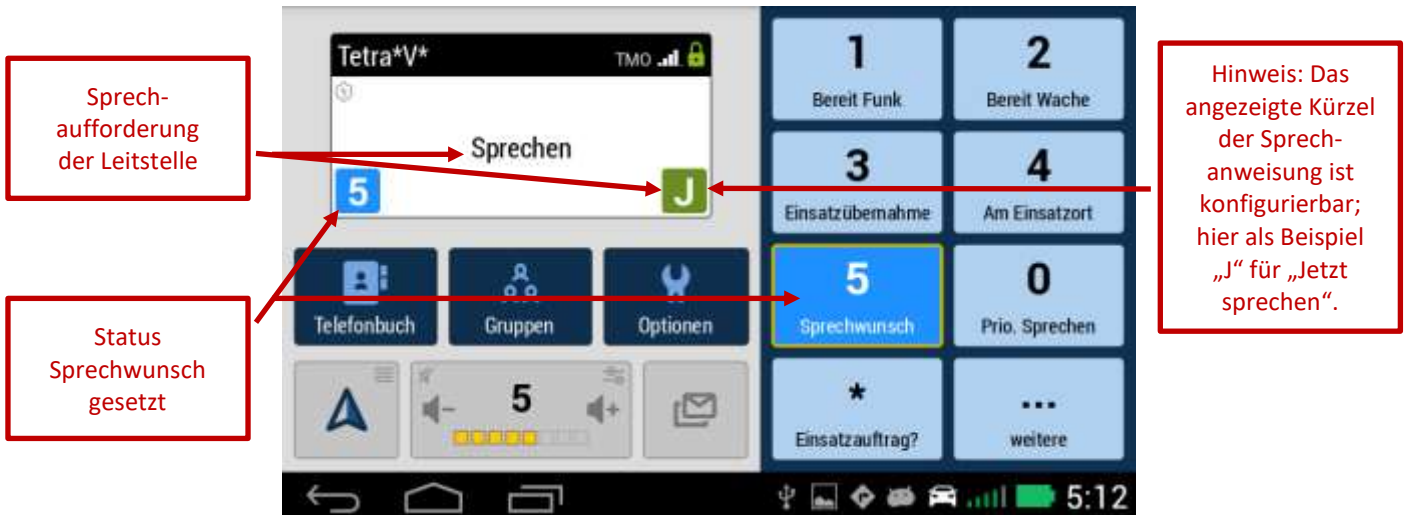 Sprech-
aufforderung
der Leitstelle
Status
Sprechwunsch
gesetzt
Tetra*V*
TMO
Sprechen
5
J
Telefonbuch
Gruppen
Optionen
5
1
Bereit Funk
2
Bereit Wache
3
Einsatzübernahme
4
Am Einsatzort
5
Sprechwunsch
0
Prio. Sprechen
*
Einsatzauftrag?
...
weitere
5:12
Hinweis: Das
angezeigte Kürzel
der Sprech-
anweisung ist
konfigurierbar;
hier als Beispiel
„J“ für „Jetzt
sprechen“.